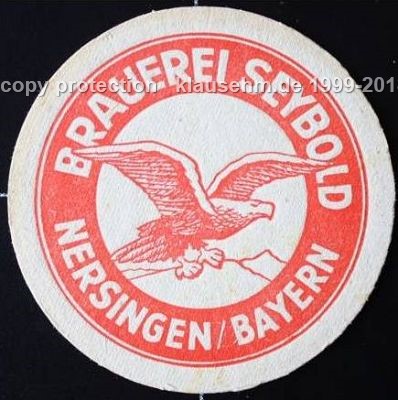 BRAUEREI SEYBOLD
NERSINGEN/BAYERN
copy protection klausehm.de 1999-201